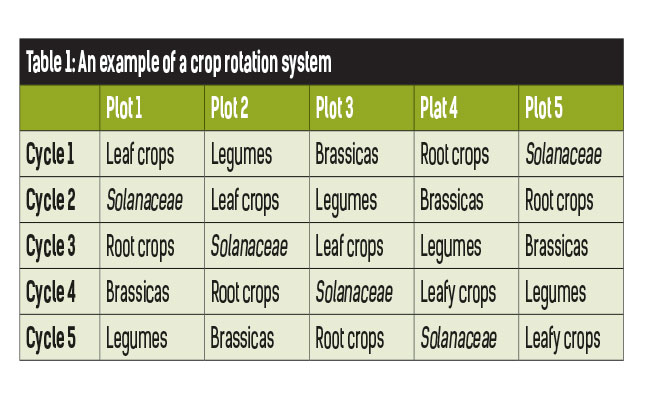 Table 1: An example of a crop rotation system
Plot 1 Plot 2 Plot 3 Plat 4 Plot 5
Cycle 1 Leaf crops Legumes Brassicas Root crops Solanaceae
Cycle 2 Solanaceae Leaf crops Legumes Brassicas Root crops
Cycle 3 Root crops Solanaceae Leaf crops Legumes Brassicas
Cycle 4 Brassicas Root crops Solanaceae Leafy crops Legumes
Cycle 5 Legumes Brassicas Root crops Solanaceae Leafy crops